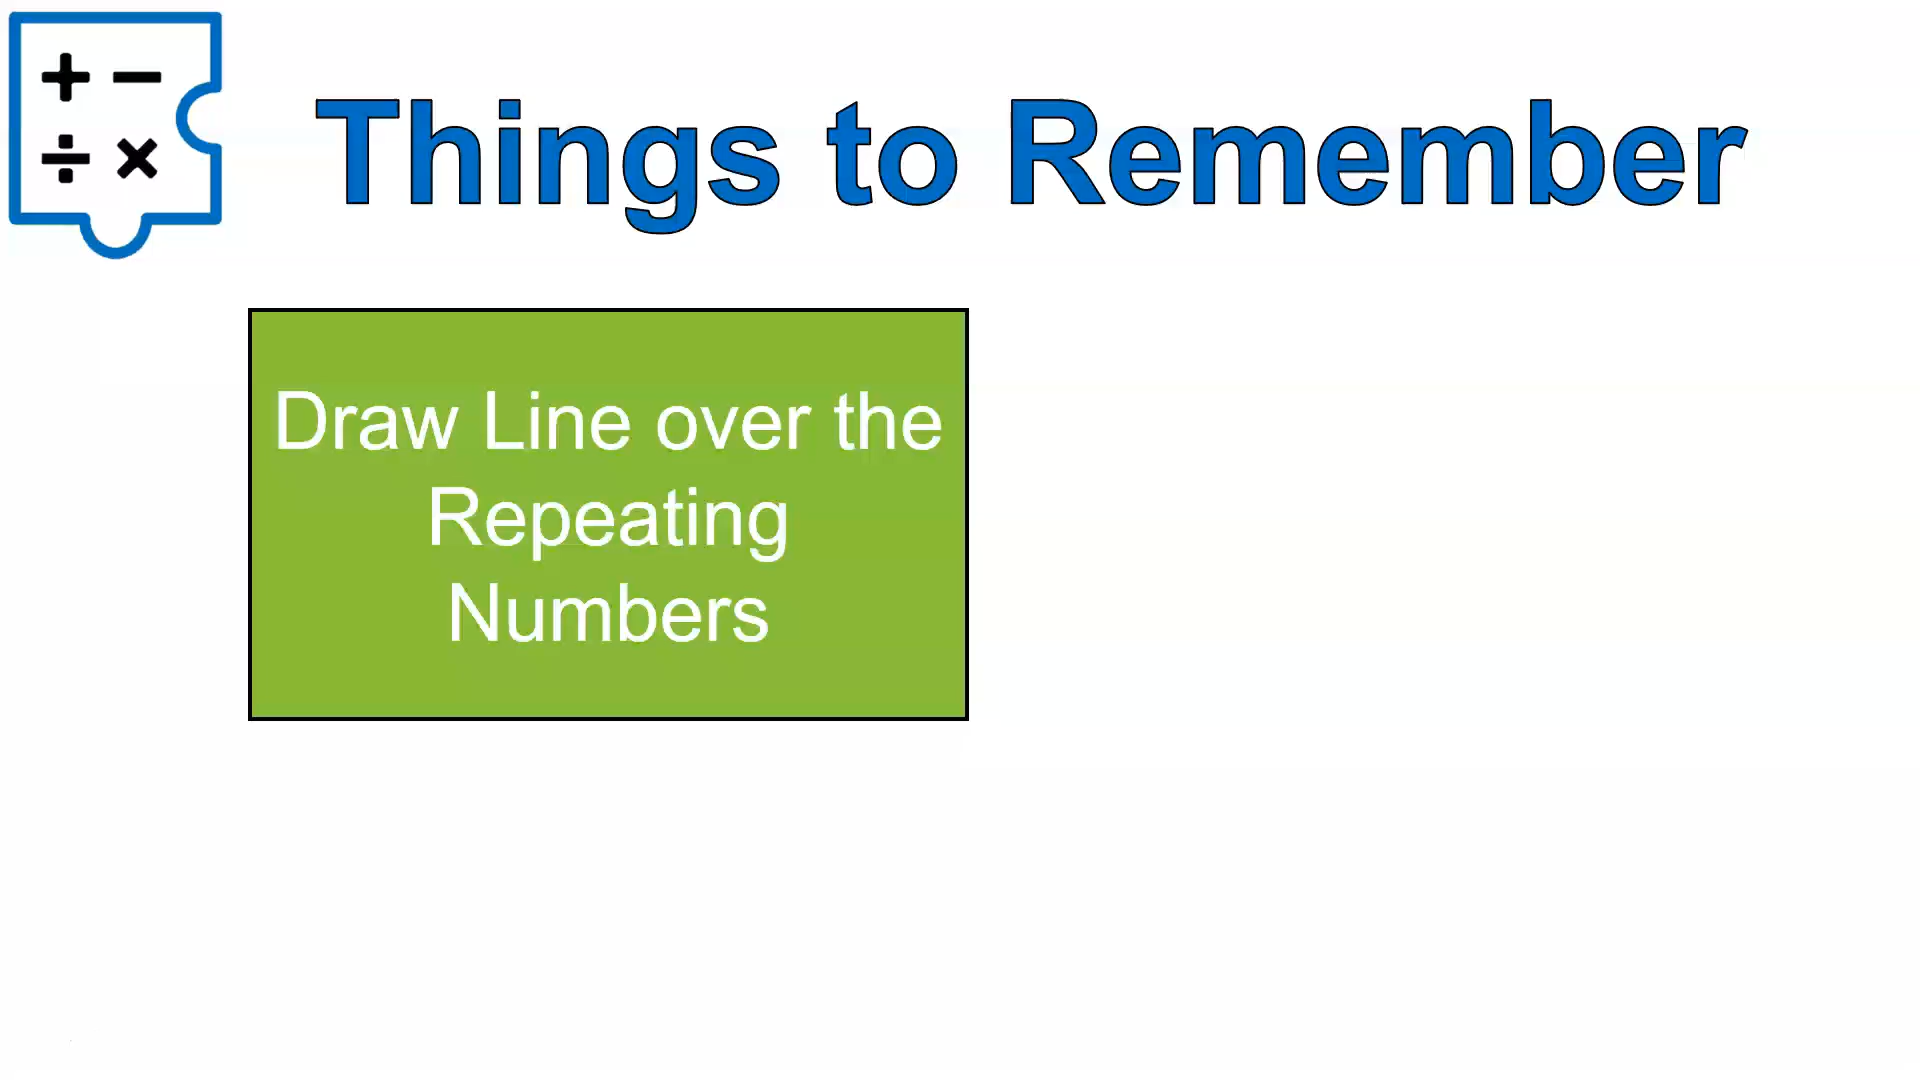 + −
÷ ×
Things to Remember
Draw Line over the
Repeating
Numbers